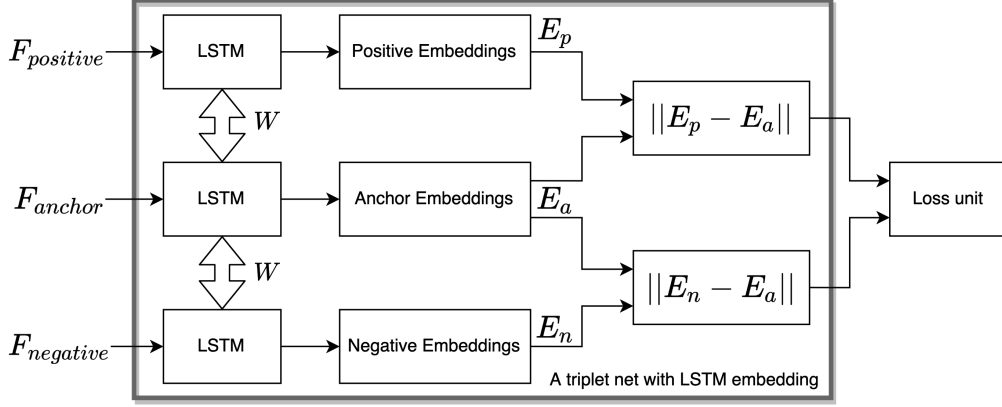 F_positive
LSTM
Positive Embeddings
E_p
||E_p − E_a||
W
F_anchor
LSTM
Anchor Embeddings
E_a
Loss unit
W
||E_n − E_a||
F_negative
LSTM
Negative Embeddings
E_n
A triplet net with LSTM embedding